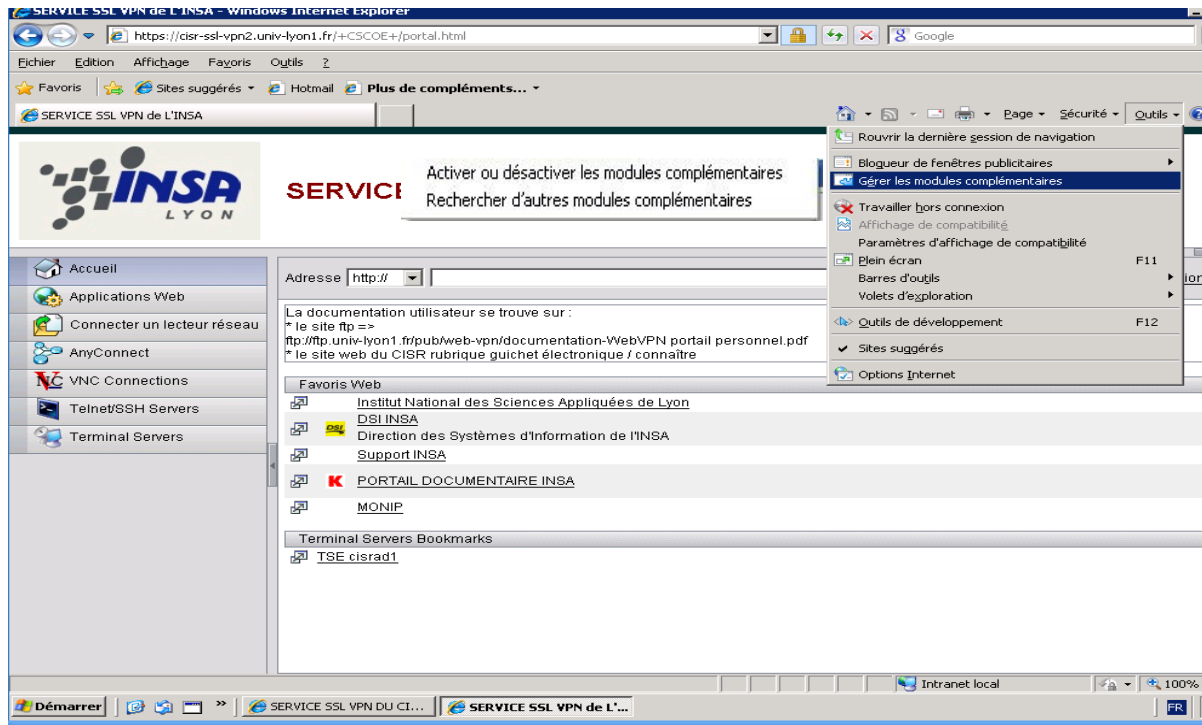 SERVICE SSL VPN de L'INSA - Windows Internet Explorer
https://cisr-ssl-vpn2.univ-lyon1.fr/+CSCOE+/portal.html
Google
Eichier Edition Affichage Favoris Outils ?
Favoris Sites suggérés Hotmail Plus de compléments...
SERVICE SSL VPN de L'INSA
Page Sécurité Outils
Rouvrir la dernière session de navigation
Bloqueur de fenêtres publicitaires
Gérer les modules complémentaires
Travailler hors connexion
Affichage de compatibilité
Paramètres d'affichage de compatibilité
Plein écran F11
Barres d'outils
Volets d'exploration
Outils de développement F12
Sites suggérés
Options Internet
INSA
LYON
SERVICE
Activer ou désactiver les modules complémentaires
Rechercher d'autres modules complémentaires
Accueil
Applications Web
Connecter un lecteur réseau
AnyConnect
VNC Connections
Telnet/SSH Servers
Terminal Servers
Adresse http://
La documentation utilisateur se trouve sur :
* le site ftp =>
ftp://ftp.univ-lyon1.fr/pub/web-vpn/documentation-WebVPN portail personnel.pdf
* le site web du CISR rubrique guichet électronique / connaître
Favoris Web
Institut National des Sciences Appliquées de Lyon
DSI
DSI INSA
Direction des Systèmes d'Information de l'INSA
Support INSA
K PORTAIL DOCUMENTAIRE INSA
MONIP
Terminal Servers Bookmarks
TSE cisrad1
Intranet local 100%
Démarrer » SERVICE SSL VPN DU CI... SERVICE SSL VPN de L'... FR